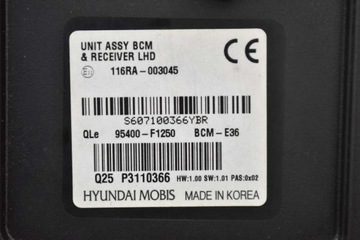 UNIT ASSY BCM
& RECEIVER LHD
CE
116RA-003045
S607100366YBR
QLe 95400-F1250 BCM-E36
Q25 P3110366 HW:1.00 SW:1.01 PAS:0x02
HYUNDAI MOBIS MADE IN KOREA